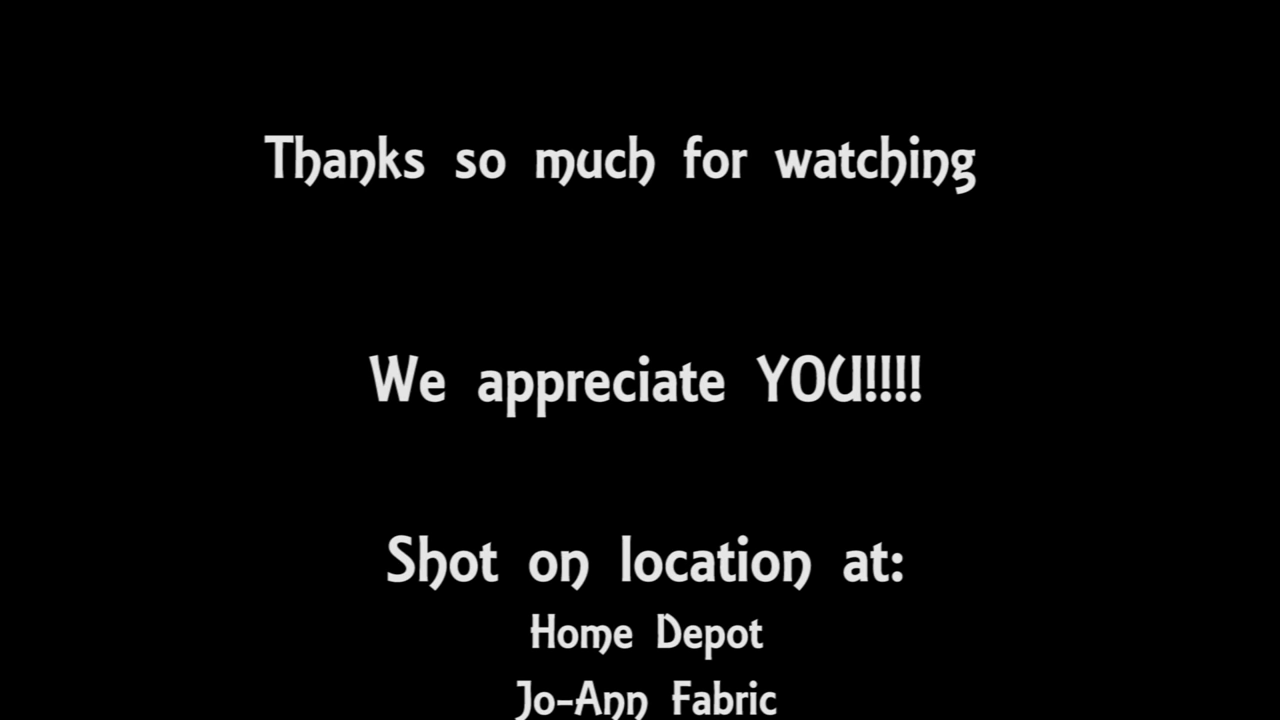 Thanks so much for watching
We appreciate YOU!!!!
Shot on location at:
Home Depot
Jo-Ann Fabric